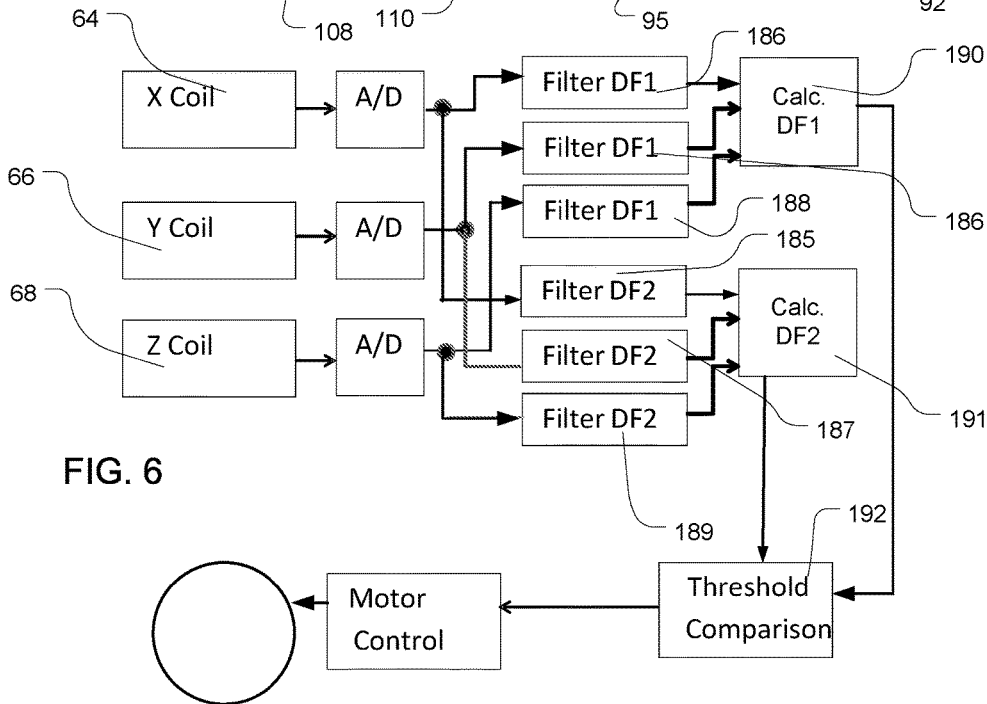 92
64
110
108
95
186
190
X Coil
A/D
Filter DF1
Calc.
DF1
66
Filter DF1
Y Coil
A/D
Filter DF1
188
186
185
68
Filter DF2
Calc.
DF2
Z Coil
A/D
Filter DF2
191
187
Filter DF2
FIG. 6
189
192
Motor
Control
Threshold
Comparison